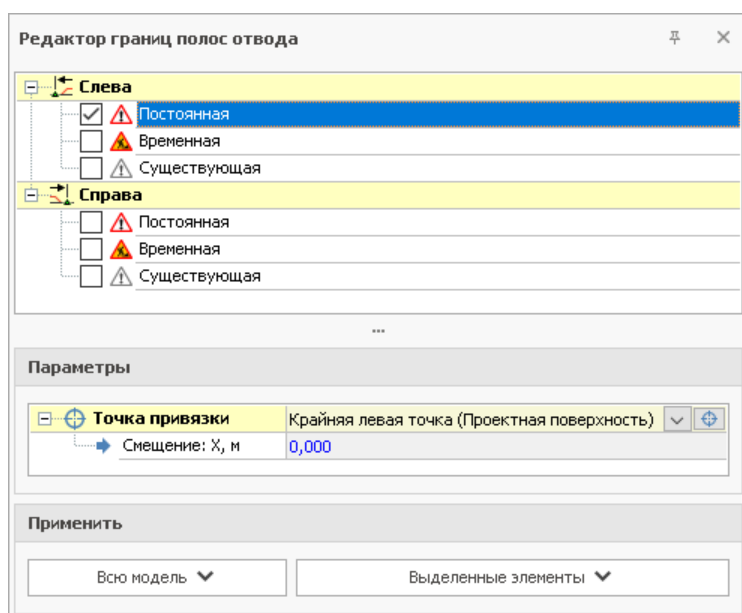 Редактор границ полос отвода
Слева
Постоянная
Временная
Существующая
Справа
Постоянная
Временная
Существующая
Параметры
Точка привязки Крайняя левая точка (Проектная поверхность)
Смещение: X, м 0,000
Применить
Всю модель Выделенные элементы